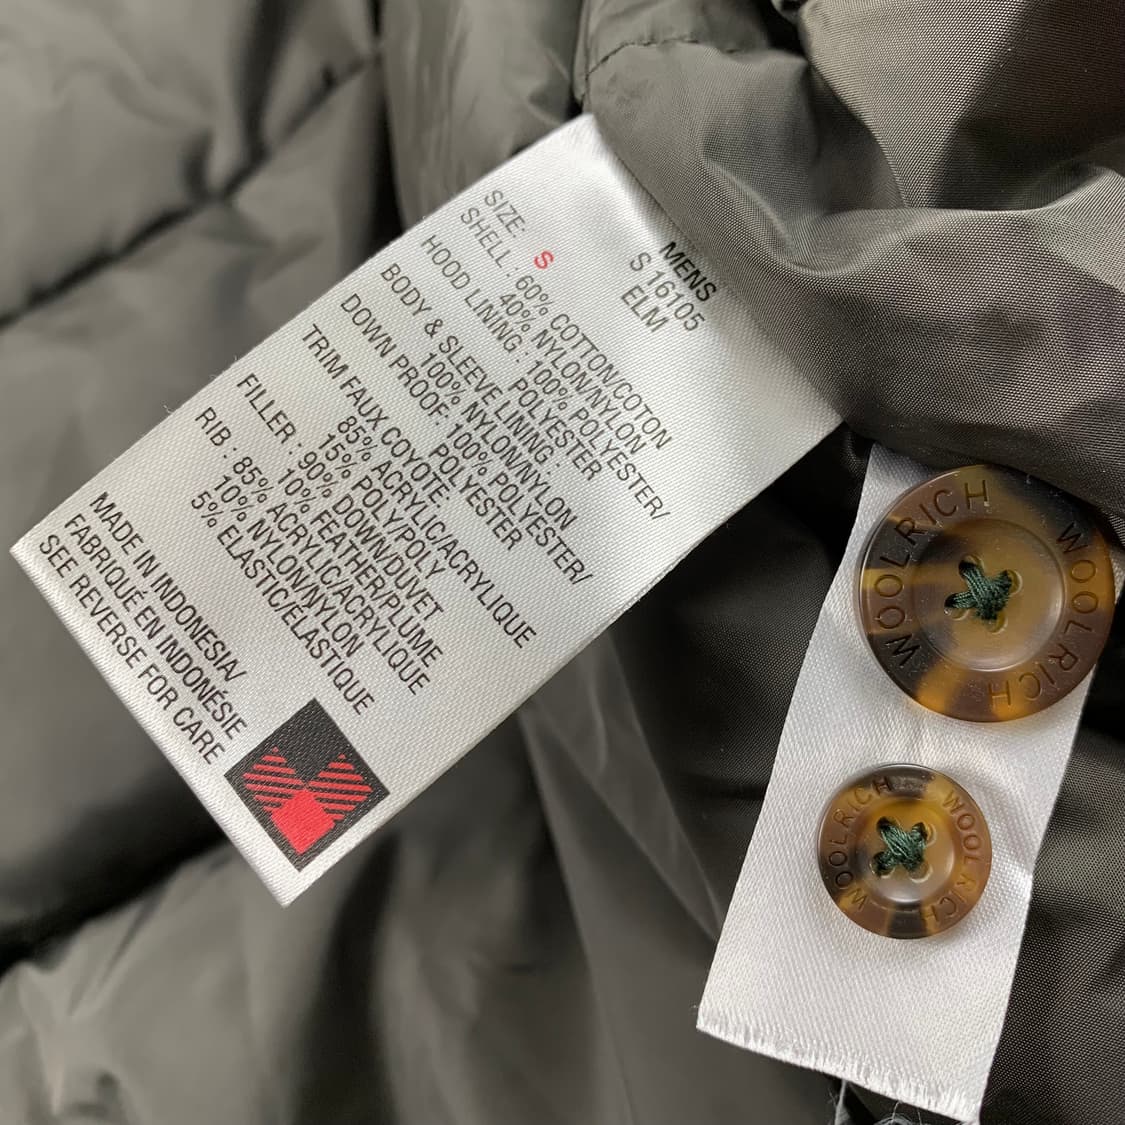 MENS
S 16105
ELM
SIZE: S
SHELL : 60% COTTON/COTON
40% NYLON/NYLON
HOOD LINING : 100% POLYESTER/
POLYESTER
BODY & SLEEVE LINING :
100% NYLON/NYLON
DOWN PROOF: 100% POLYESTER/
POLYESTER
TRIM FAUX COYOTE:
85% ACRYLIC/ACRYLIQUE
15% POLY/POLY
FILLER : 90% DOWN/DUVET
10% FEATHER/PLUME
RIB : 85% ACRYLIC/ACRYLIQUE
10% NYLON/NYLON
5% ELASTIC/ÉLASTIQUE
MADE IN INDONESIA/
FABRIQUÉ EN INDONÉSIE
SEE REVERSE FOR CARE
WOOLRICH WOOLRICH
WOOLRICH WOOLRICH